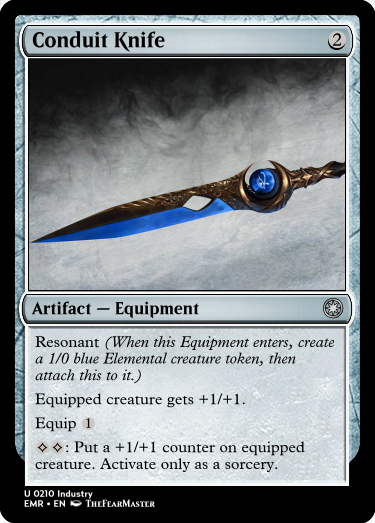 Conduit Knife 2
Artifact — Equipment
Resonant (When this Equipment enters, create
a 1/0 blue Elemental creature token, then
attach this to it.)
Equipped creature gets +1/+1.
Equip 1
: Put a +1/+1 counter on equipped
creature. Activate only as a sorcery.
U 0210 Industry
EMR • EN TheFearMaster